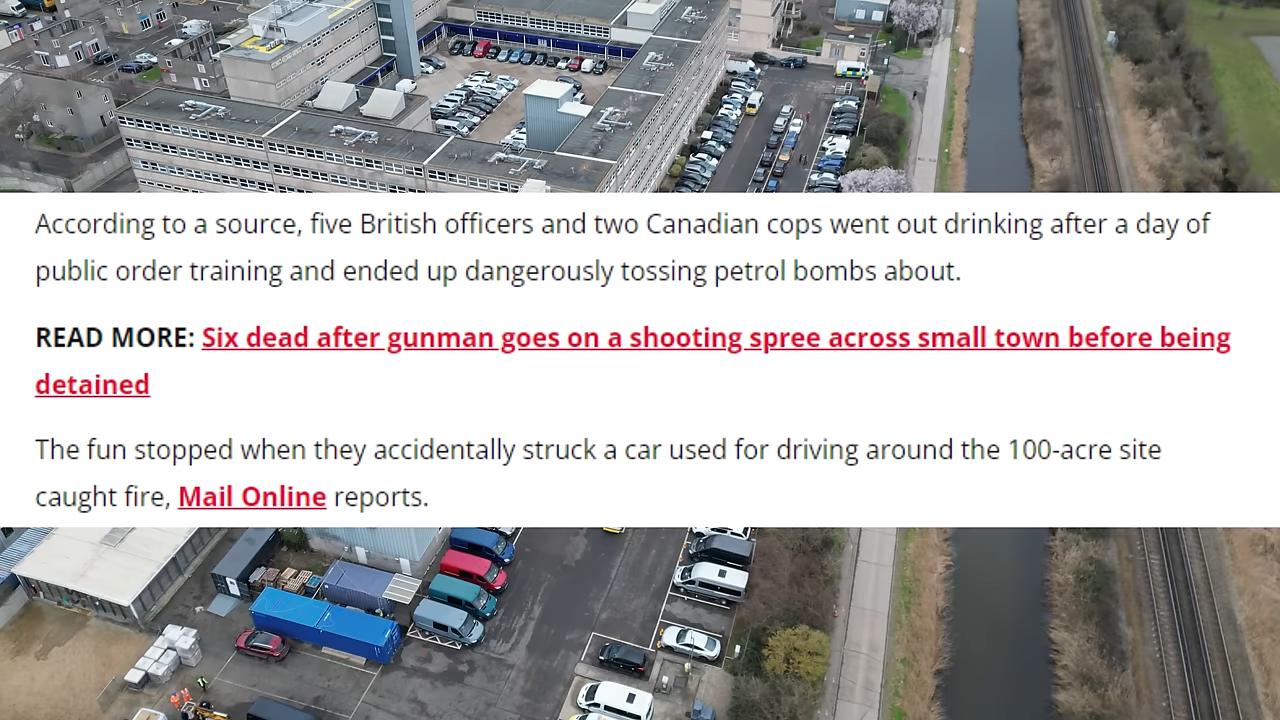 According to a source, five British officers and two Canadian cops went out drinking after a day of
public order training and ended up dangerously tossing petrol bombs about.
READ MORE: Six dead after gunman goes on a shooting spree across small town before being
detained
The fun stopped when they accidentally struck a car used for driving around the 100-acre site
caught fire, Mail Online reports.